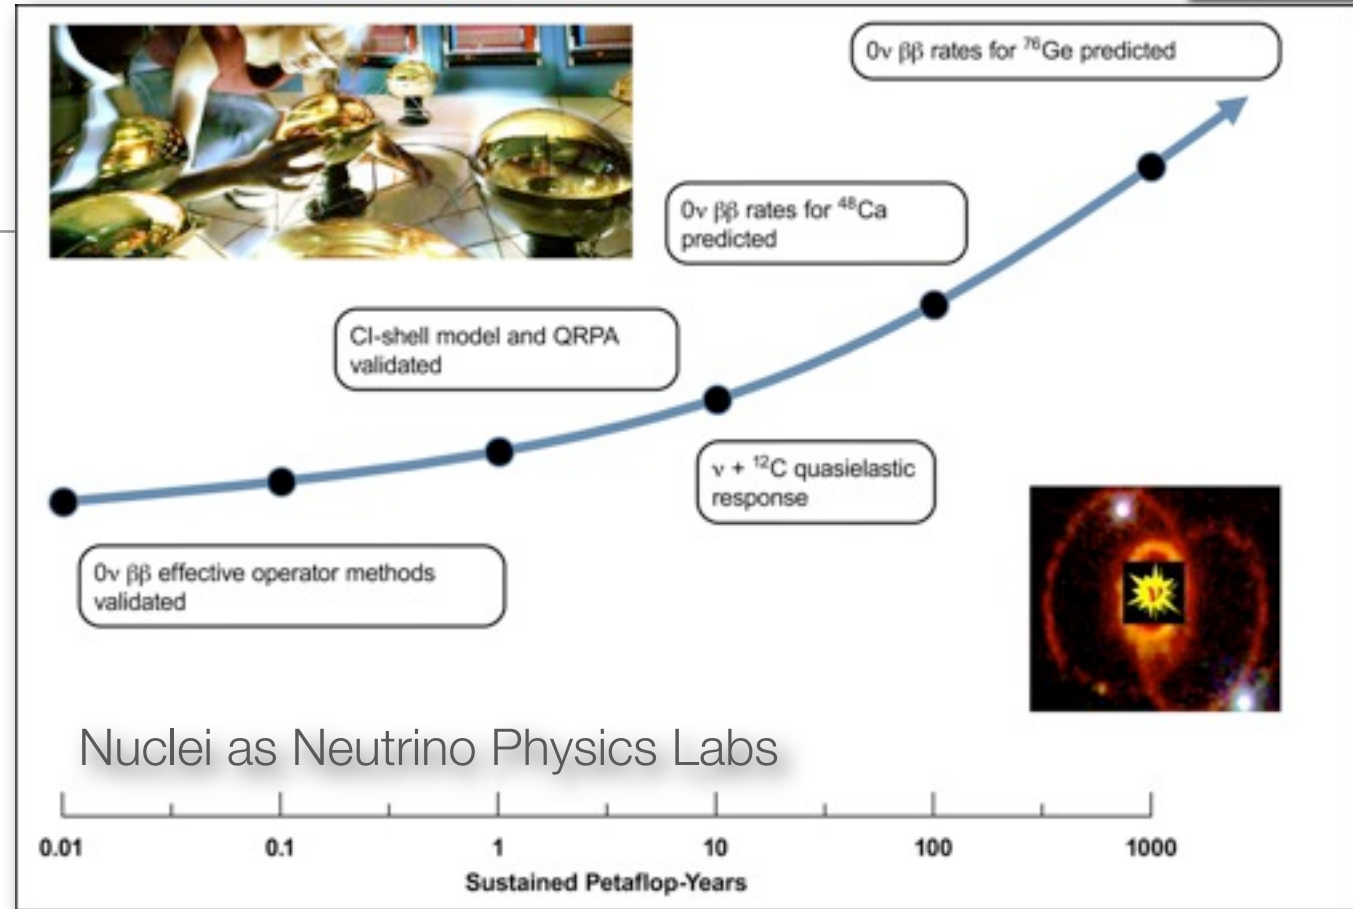 0ν ββ rates for ⁷⁶Ge predicted
0ν ββ rates for ⁴⁸Ca
predicted
CI-shell model and QRPA
validated
ν + ¹²C quasielastic
response
0ν ββ effective operator methods
validated
ν
Nuclei as Neutrino Physics Labs
0.01 0.1 1 10 100 1000
Sustained Petaflop-Years